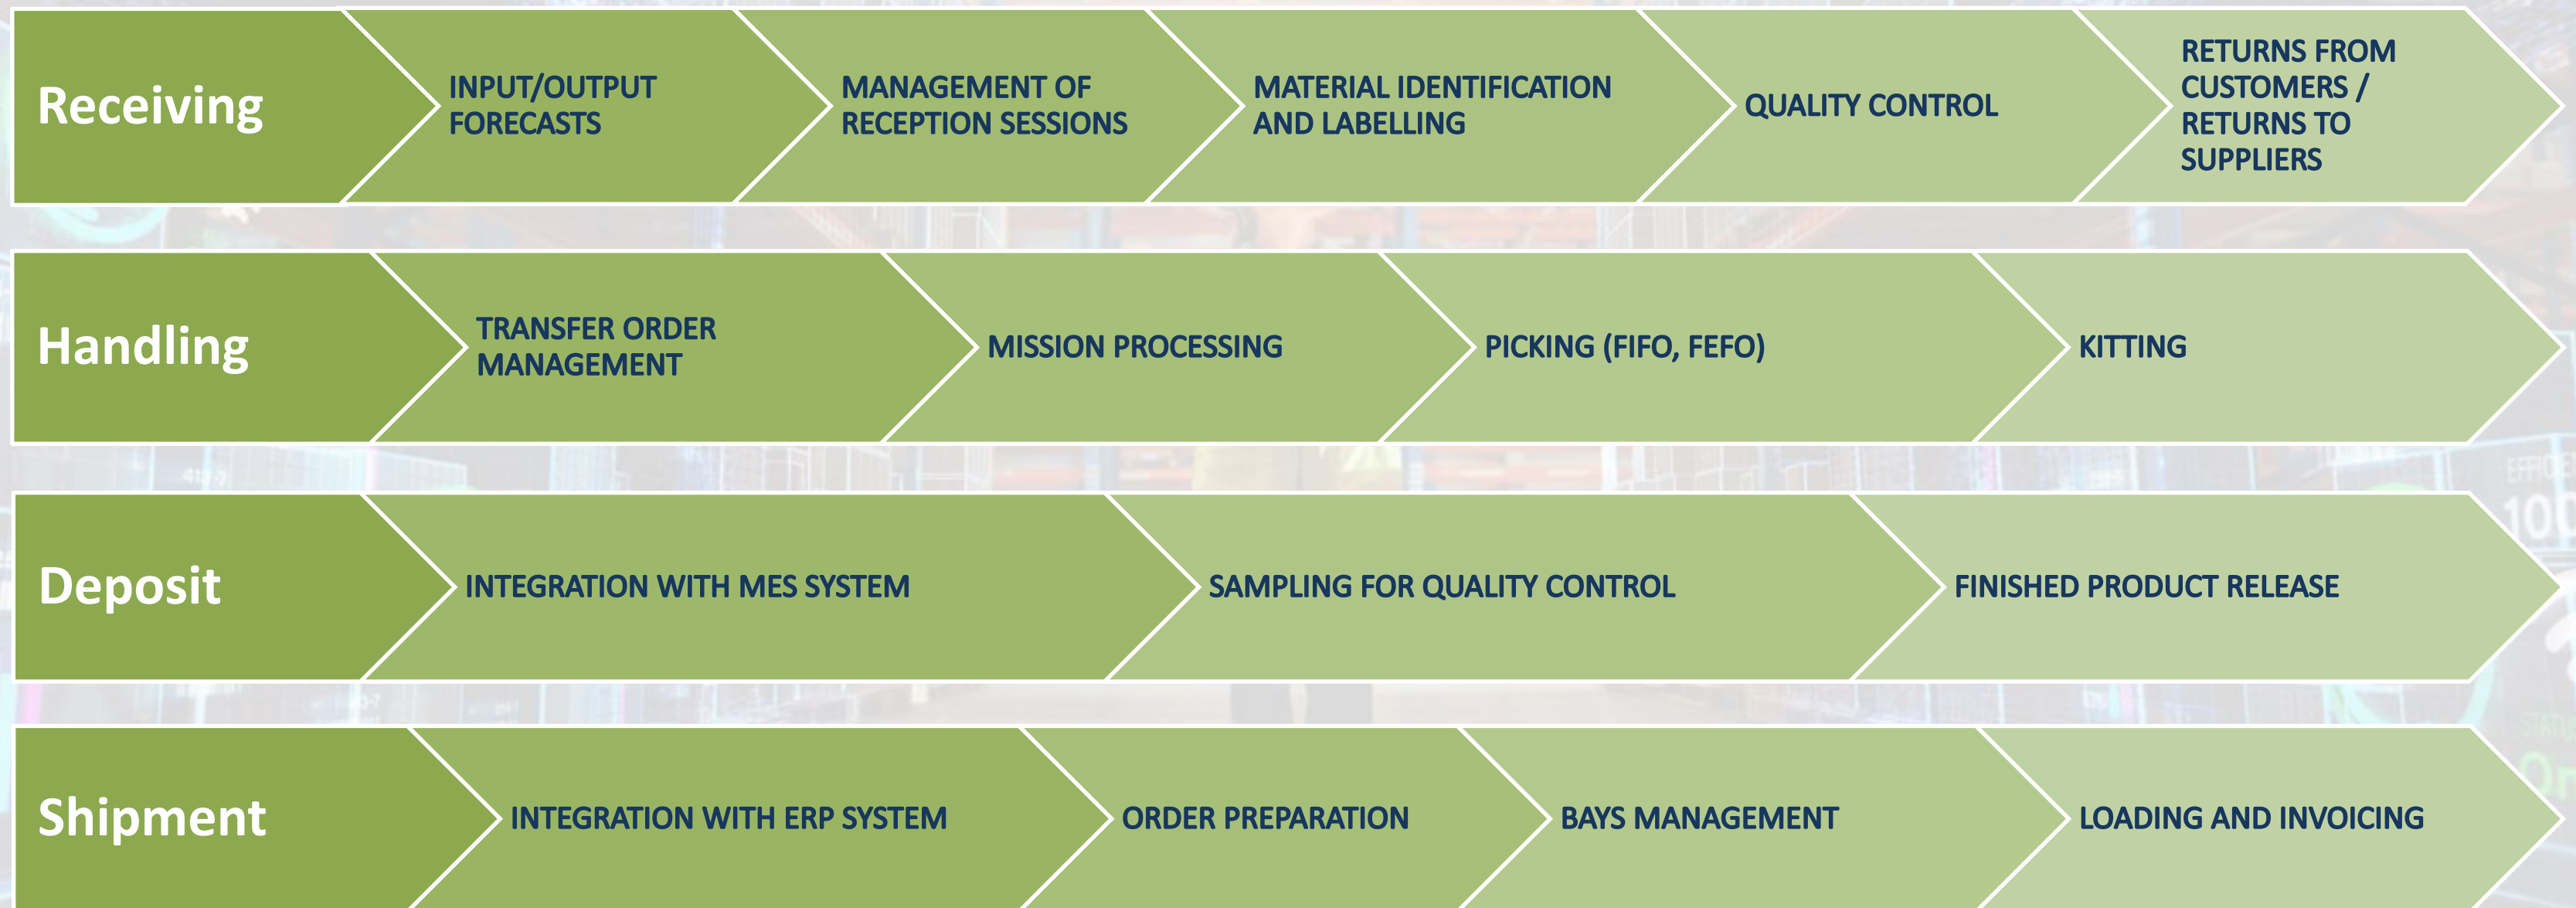 Receiving
INPUT/OUTPUT
FORECASTS
MANAGEMENT OF
RECEPTION SESSIONS
MATERIAL IDENTIFICATION
AND LABELLING
QUALITY CONTROL
RETURNS FROM
CUSTOMERS /
RETURNS TO
SUPPLIERS
Handling
TRANSFER ORDER
MANAGEMENT
MISSION PROCESSING
PICKING (FIFO, FEFO)
KITTING
Deposit
INTEGRATION WITH MES SYSTEM
SAMPLING FOR QUALITY CONTROL
FINISHED PRODUCT RELEASE
Shipment
INTEGRATION WITH ERP SYSTEM
ORDER PREPARATION
BAYS MANAGEMENT
LOADING AND INVOICING